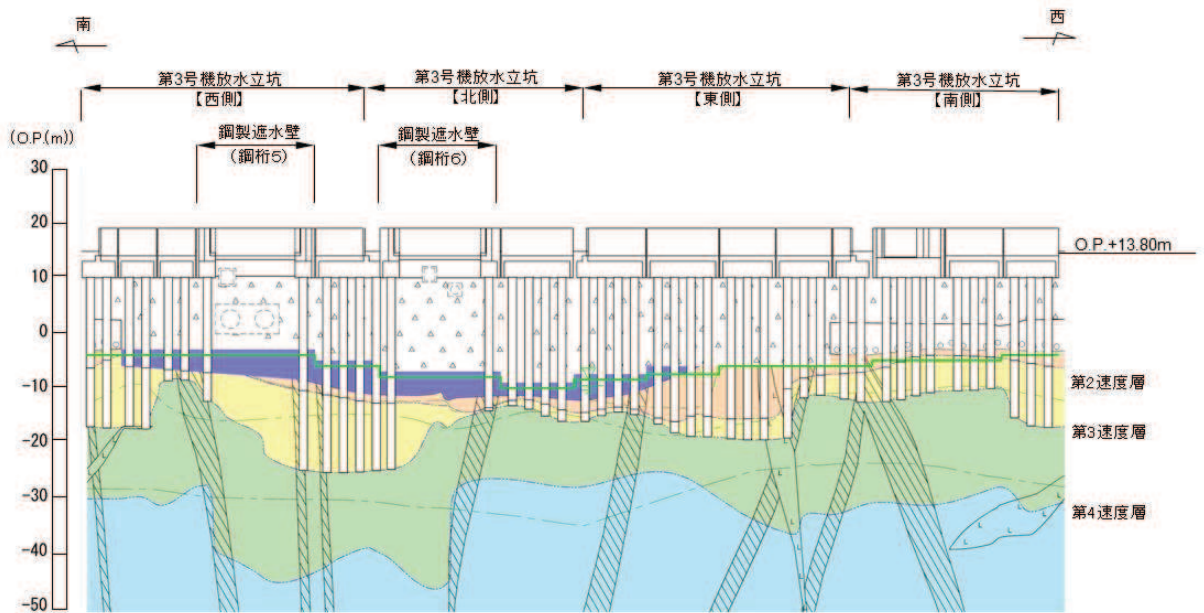 南
西
第3号機放水立坑
【西側】
第3号機放水立坑
【北側】
第3号機放水立坑
【東側】
第3号機放水立坑
【南側】
鋼製遮水壁
(鋼桁5)
鋼製遮水壁
(鋼桁6)
(O.P.(m))
30
20
10
0
-10
-20
-30
-40
-50
O.P.+13.80m
第2速度層
第3速度層
第4速度層